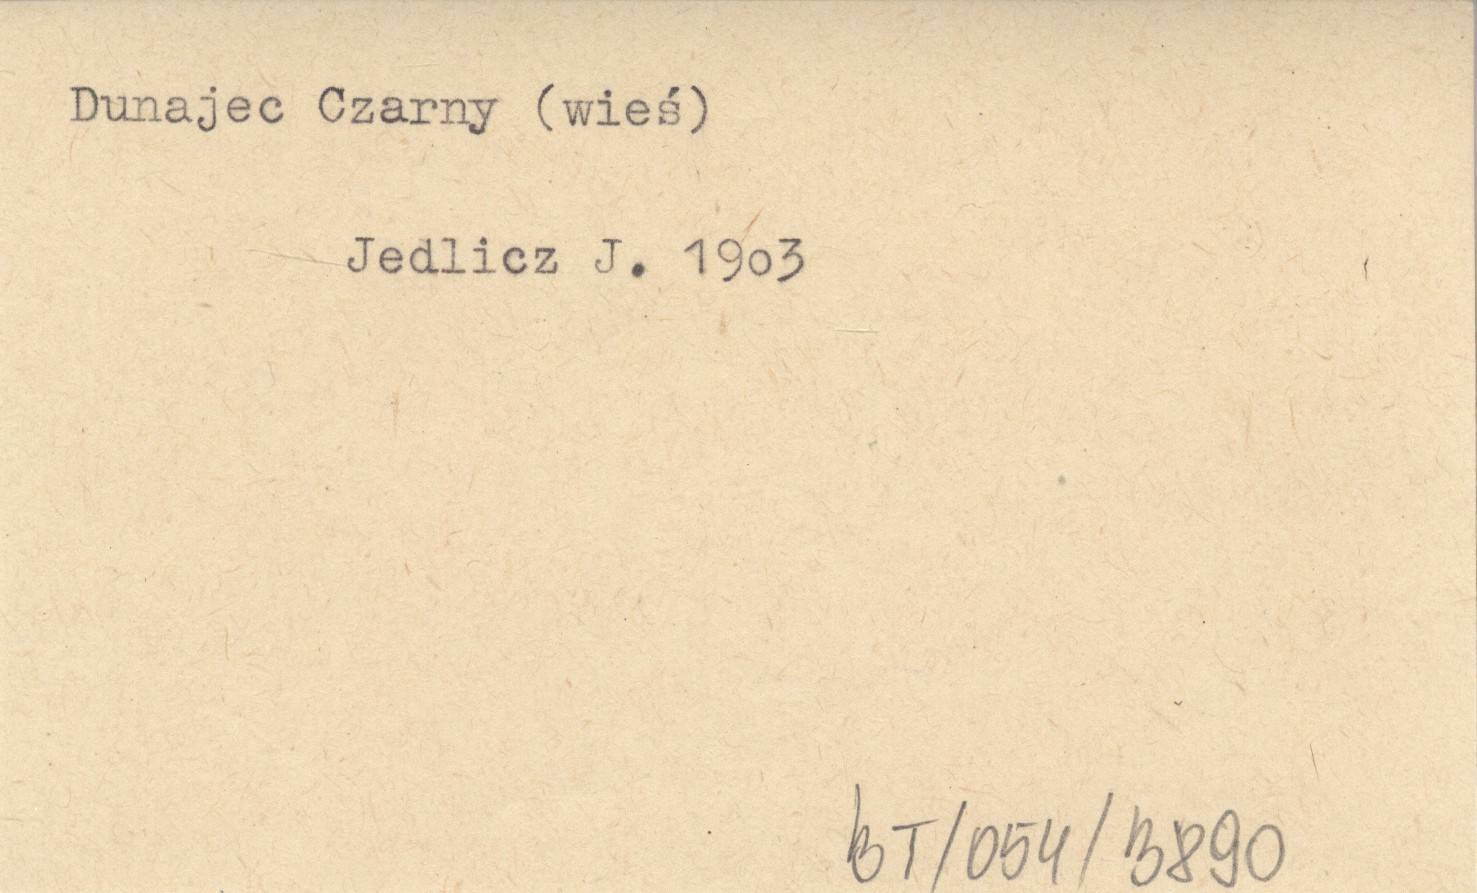 Dunajec Czarny (wieś)
Jedlicz J. 1903
BT/054/3890